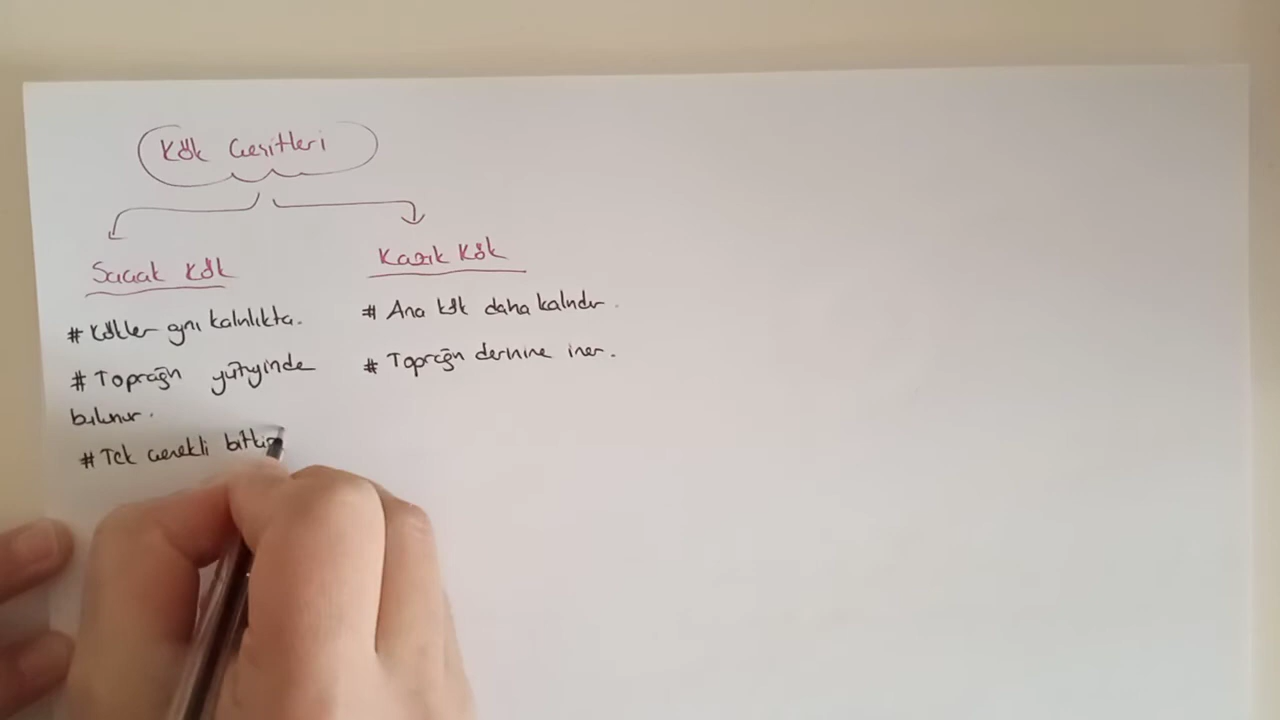 Kök Çeşitleri
Saçak Kök
# Kökler aynı kalınlıkta.
# Toprağın yüzeyinde
bulunur.
# Tek çenekli bitki
Kazık Kök
# Ana kök daha kalındır.
# Toprağın derinine iner.